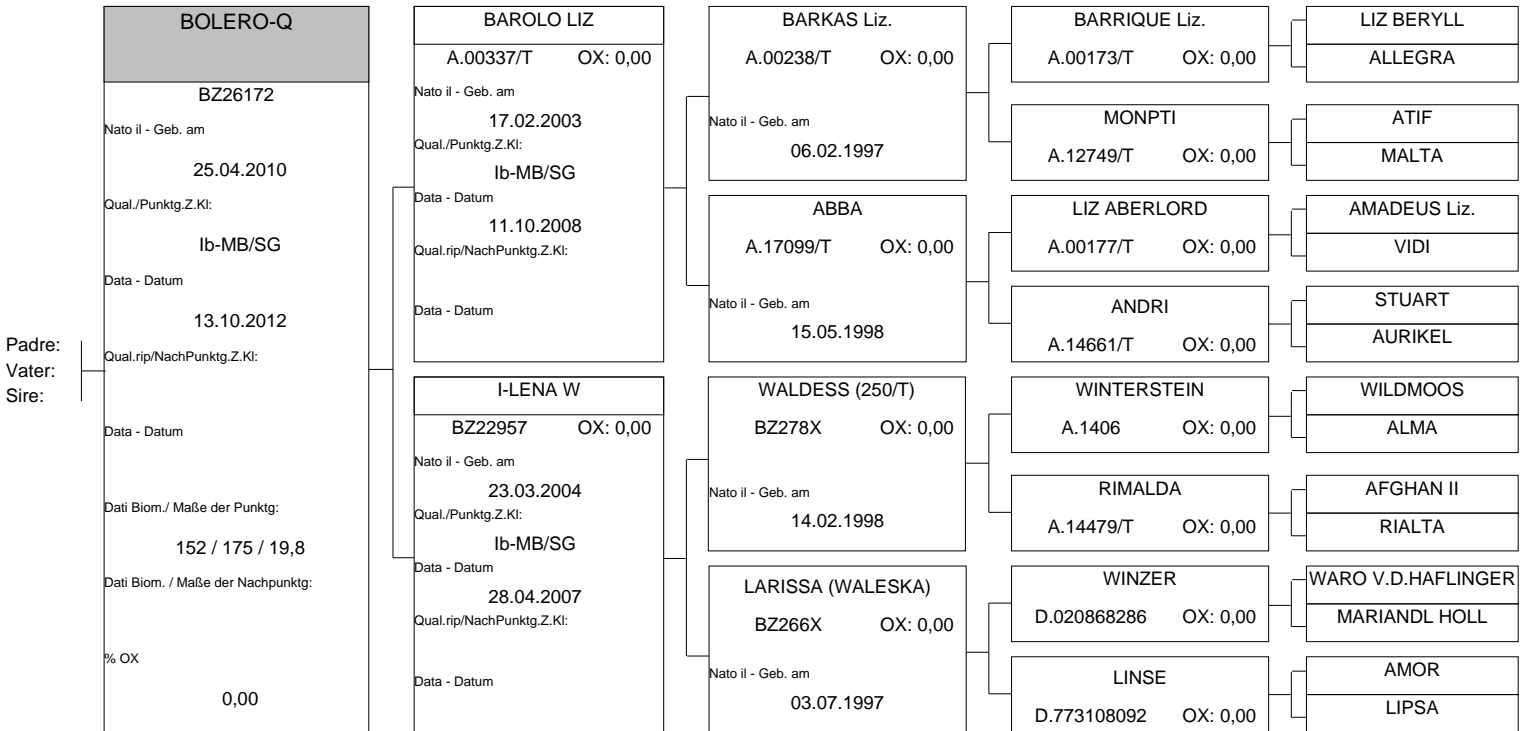 Padre:
Vater:
Sire:
BOLERO-Q
BZ26172
Nato il - Geb. am
25.04.2010
Qual./Punktg.Z.Kl:
Ib-MB/SG
Data - Datum
13.10.2012
Qual.rip/NachPunktg.Z.Kl:
Data - Datum
Dati Biom./ Maße der Punktg:
152 / 175 / 19,8
Dati Biom. / Maße der Nachpunktg:
% OX
0,00
BAROLO LIZ
A.00337/T OX: 0,00
Nato il - Geb. am
17.02.2003
Qual./Punktg.Z.Kl:
Ib-MB/SG
Data - Datum
11.10.2008
Qual.rip/NachPunktg.Z.Kl:
Data - Datum
I-LENA W
BZ22957 OX: 0,00
Nato il - Geb. am
23.03.2004
Qual./Punktg.Z.Kl:
Ib-MB/SG
Data - Datum
28.04.2007
Qual.rip/NachPunktg.Z.Kl:
Data - Datum
BARKAS Liz.
A.00238/T OX: 0,00
Nato il - Geb. am
06.02.1997
ABBA
A.17099/T OX: 0,00
Nato il - Geb. am
15.05.1998
WALDESS (250/T)
BZ278X OX: 0,00
Nato il - Geb. am
14.02.1998
LARISSA (WALESKA)
BZ266X OX: 0,00
Nato il - Geb. am
03.07.1997
BARRIQUE Liz.
A.00173/T OX: 0,00
MONPTI
A.12749/T OX: 0,00
LIZ ABERLORD
A.00177/T OX: 0,00
ANDRI
A.14661/T OX: 0,00
WINTERSTEIN
A.1406 OX: 0,00
RIMALDA
A.14479/T OX: 0,00
WINZER
D.020868286 OX: 0,00
LINSE
D.773108092 OX: 0,00
LIZ BERYLL
ALLEGRA
ATIF
MALTA
AMADEUS Liz.
VIDI
STUART
AURIKEL
WILDMOOS
ALMA
AFGHAN II
RIALTA
WARO V.D.HAFLINGER
MARIANDL HOLL
AMOR
LIPSA